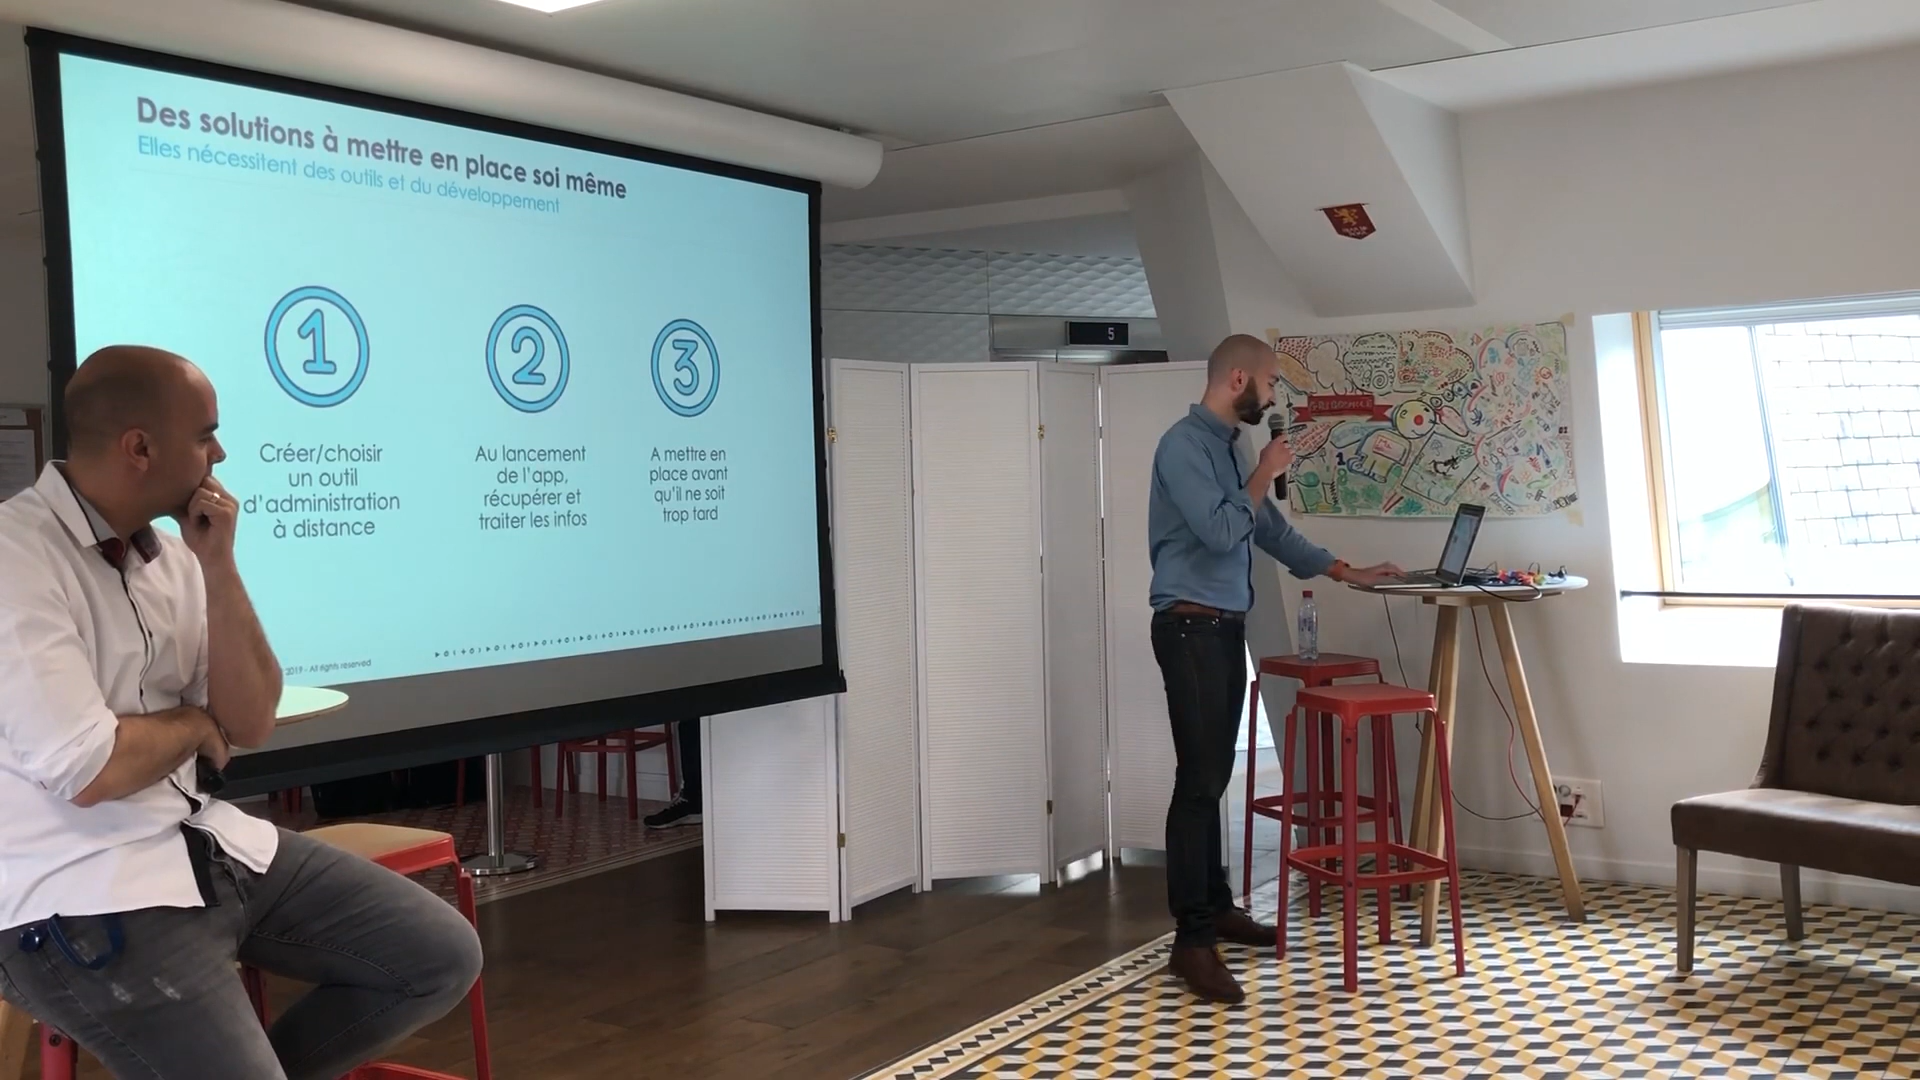 Des solutions à mettre en place soi même
Elles nécessitent des outils et du développement
1
Créer/choisir
un outil
d'administration
à distance
2
Au lancement
de l'app,
récupérer et
traiter les infos
3
A mettre en
place avant
qu'il ne soit
trop tard
2019 - All rights reserved
5